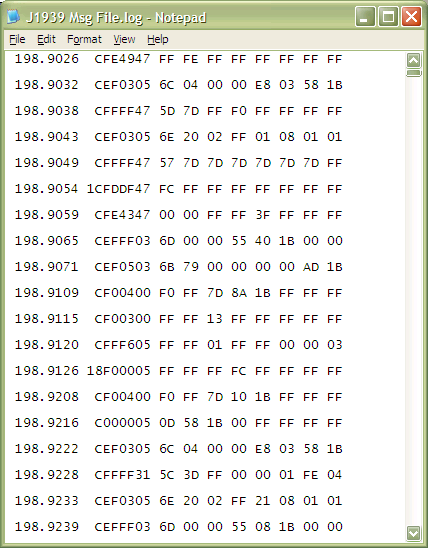 J1939 Msg File.log - Notepad
File Edit Format View Help
198.9026 CFE4947 FF FE FF FF FF FF FF FF
198.9032 CEF0305 6C 04 00 00 E8 03 58 1B
198.9038 CFFFF47 5D 7D FF F0 FF FF FF FF
198.9043 CEF0305 6E 20 02 FF 01 08 01 01
198.9049 CFFFF47 57 7D 7D 7D 7D 7D 7D FF
198.9054 1CFDDF47 FC FF FF FF FF FF FF FF
198.9059 CFE4347 00 00 FF FF 3F FF FF FF
198.9065 CEFFF03 6D 00 00 55 40 1B 00 00
198.9071 CEF0503 6B 79 00 00 00 00 AD 1B
198.9109 CF00400 F0 FF 7D 8A 1B FF FF FF
198.9115 CF00300 FF FF 13 FF FF FF FF FF
198.9120 CFFF605 FF FF 01 FF FF 00 00 03
198.9126 18F00005 FF FF FF FC FF FF FF FF
198.9208 CF00400 F0 FF 7D 10 1B FF FF FF
198.9216 C000005 0D 58 1B 00 FF FF FF FF
198.9222 CEF0305 6C 04 00 00 E8 03 58 1B
198.9228 CFFFF31 5C 3D FF 00 00 01 FE 04
198.9233 CEF0305 6E 20 02 FF 21 08 01 01
198.9239 CEFFF03 6D 00 00 55 08 1B 00 00